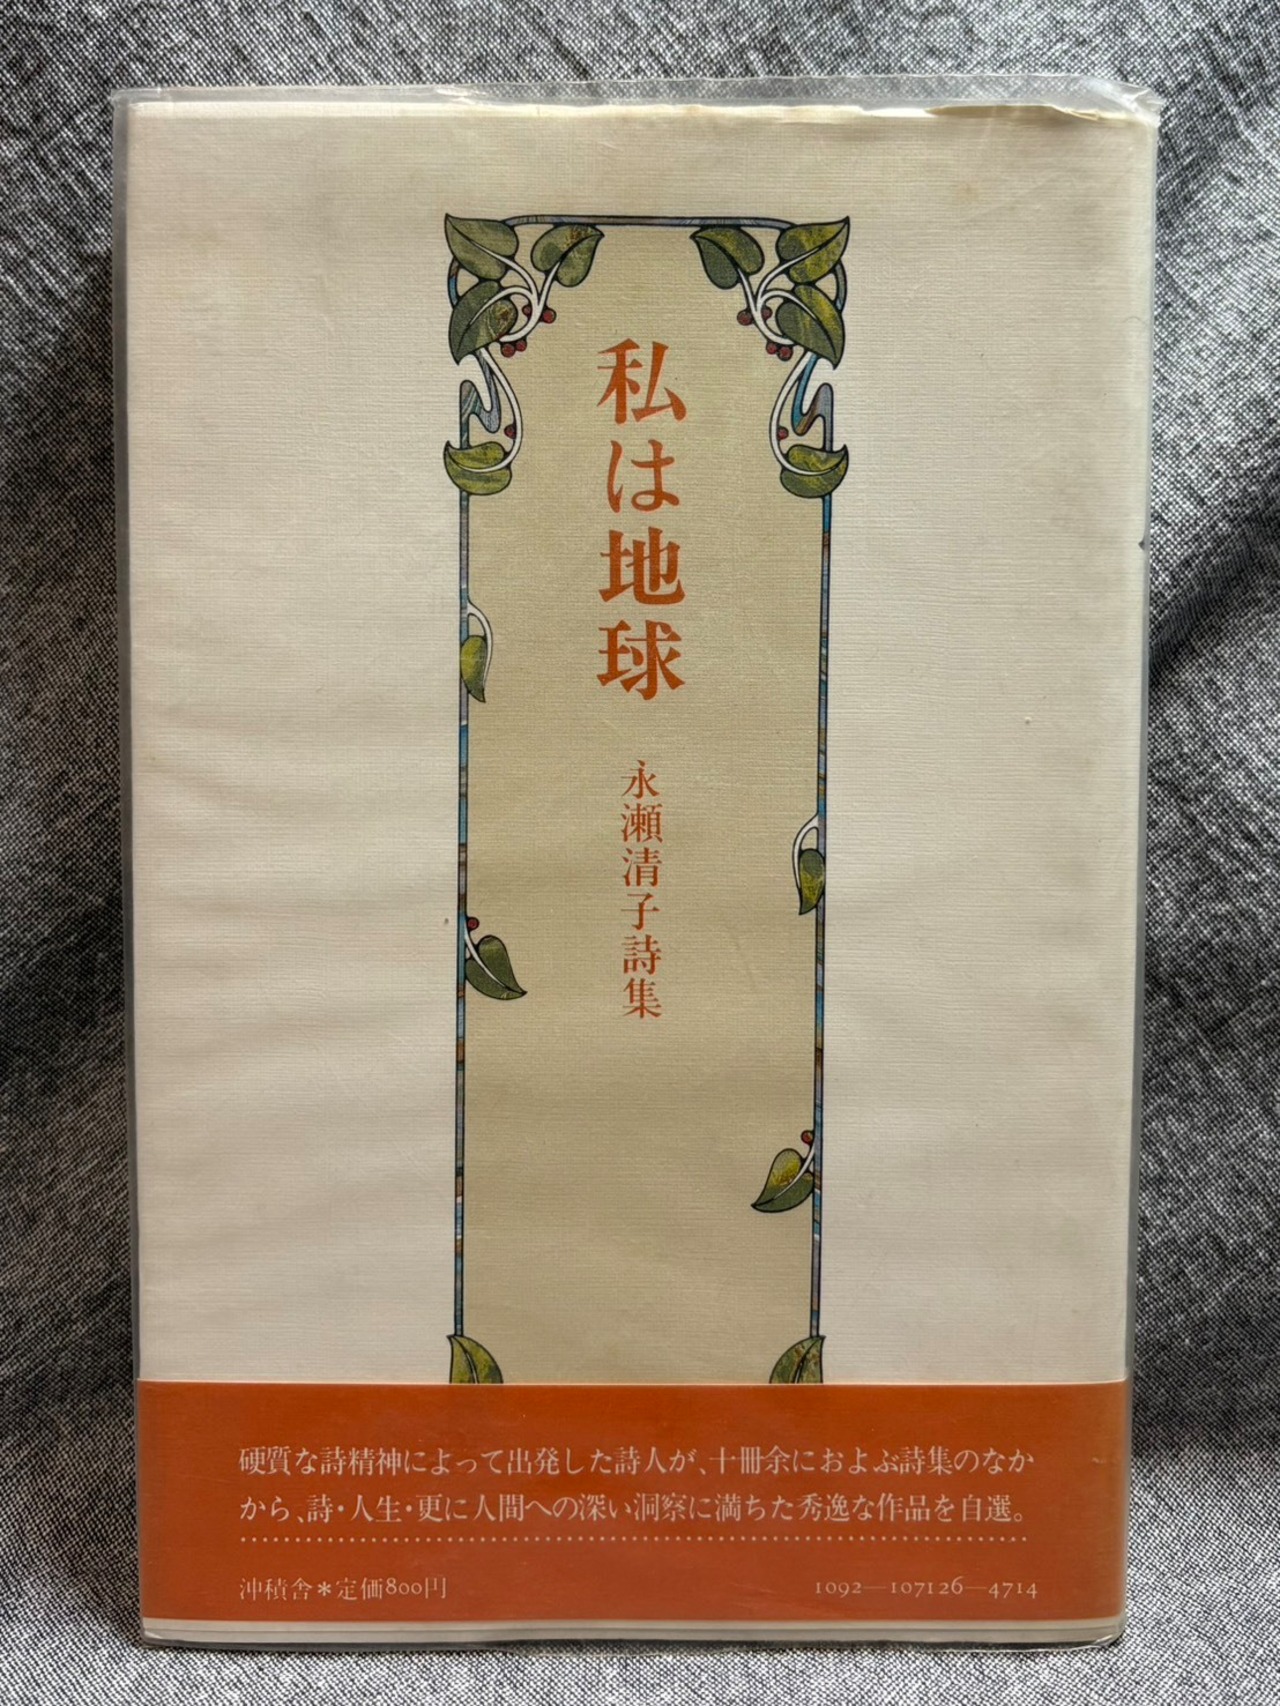 私は地球
永瀬清子詩集
硬質な詩精神によって出発した詩人が、十冊余におよぶ詩集のなか
から、詩・人生・更に人間への深い洞察に満ちた秀逸な作品を自選。
沖積舎＊定価800円
1092—107126—4714